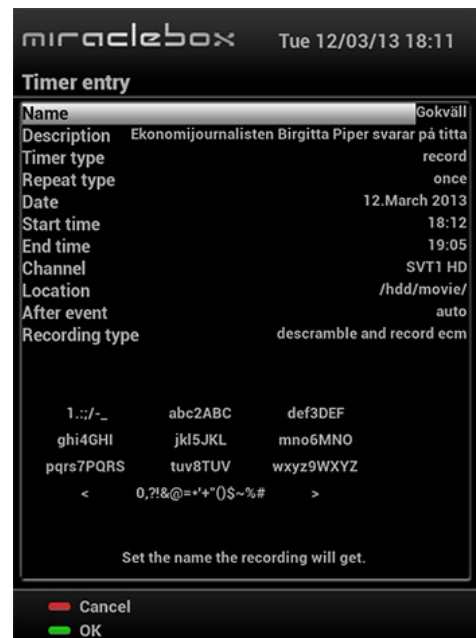 miraclebox Tue 12/03/13 18:11
Timer entry
Name Gokväll
Description Ekonomijournalisten Birgitta Piper svarar på titta
Timer type record
Repeat type once
Date 12.March 2013
Start time 18:12
End time 19:05
Channel SVT1 HD
Location /hdd/movie/
After event auto
Recording type descramble and record ecm
1.:;/-_ abc2ABC def3DEF
ghi4GHI jkl5JKL mno6MNO
pqrs7PQRS tuv8TUV wxyz9WXYZ
< 0,?!&@=*'+"()$~%# >
Set the name the recording will get.
Cancel
OK